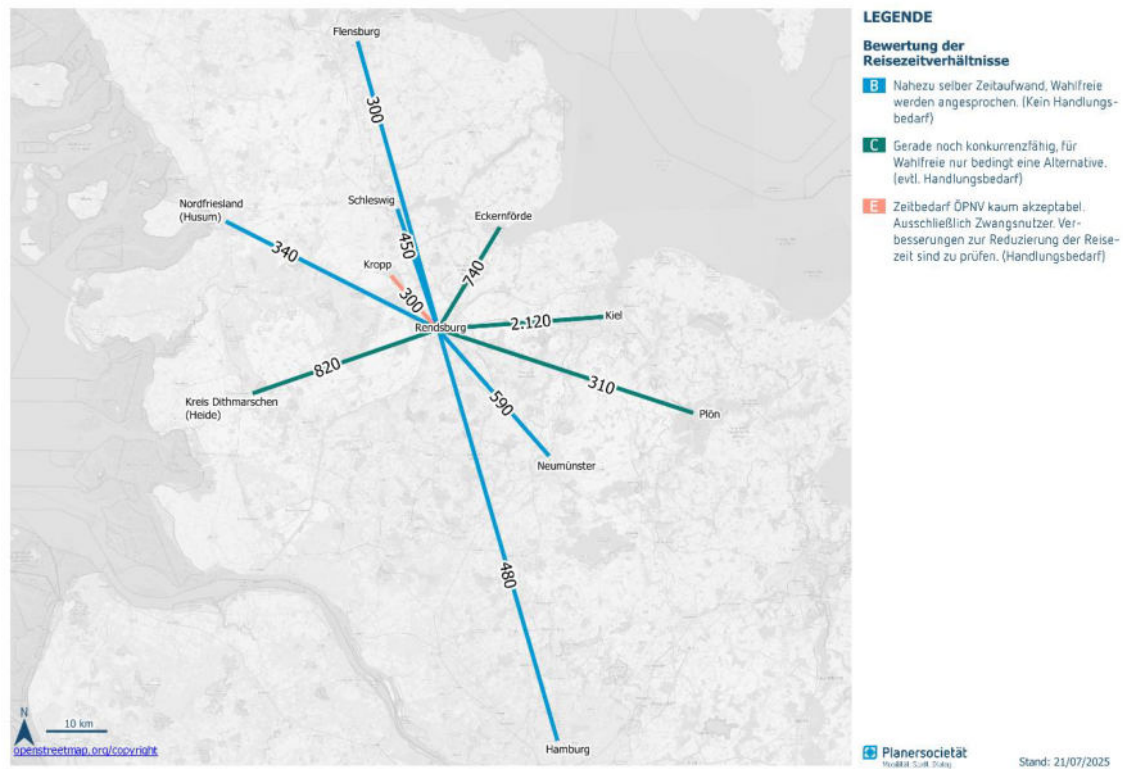 Flensburg
300
Schleswig
Nordfriesland
(Husum)
Eckernförde
340
450
740
Kropp
300
Rendsburg
2.120
Kiel
820
310
Kreis Dithmarschen
(Heide)
590
Plön
Neumünster
480
Hamburg
N
10 km
openstreetmap.org/copyright
LEGENDE
Bewertung der
Reisezeitverhältnisse
B Nahezu selber Zeitaufwand, Wahlfreie
werden angesprochen. (Kein Handlungs-
bedarf)
C Gerade noch konkurrenzfähig, für
Wahlfreie nur bedingt eine Alternative.
(evtl. Handlungsbedarf)
E Zeitbedarf ÖPNV kaum akzeptabel.
Ausschließlich Zwangsnutzer. Ver-
besserungen zur Reduzierung der Reise-
zeit sind zu prüfen. (Handlungsbedarf)
Planersocietät
Mobilität. Stadt. Dialog.
Stand: 21/07/2025